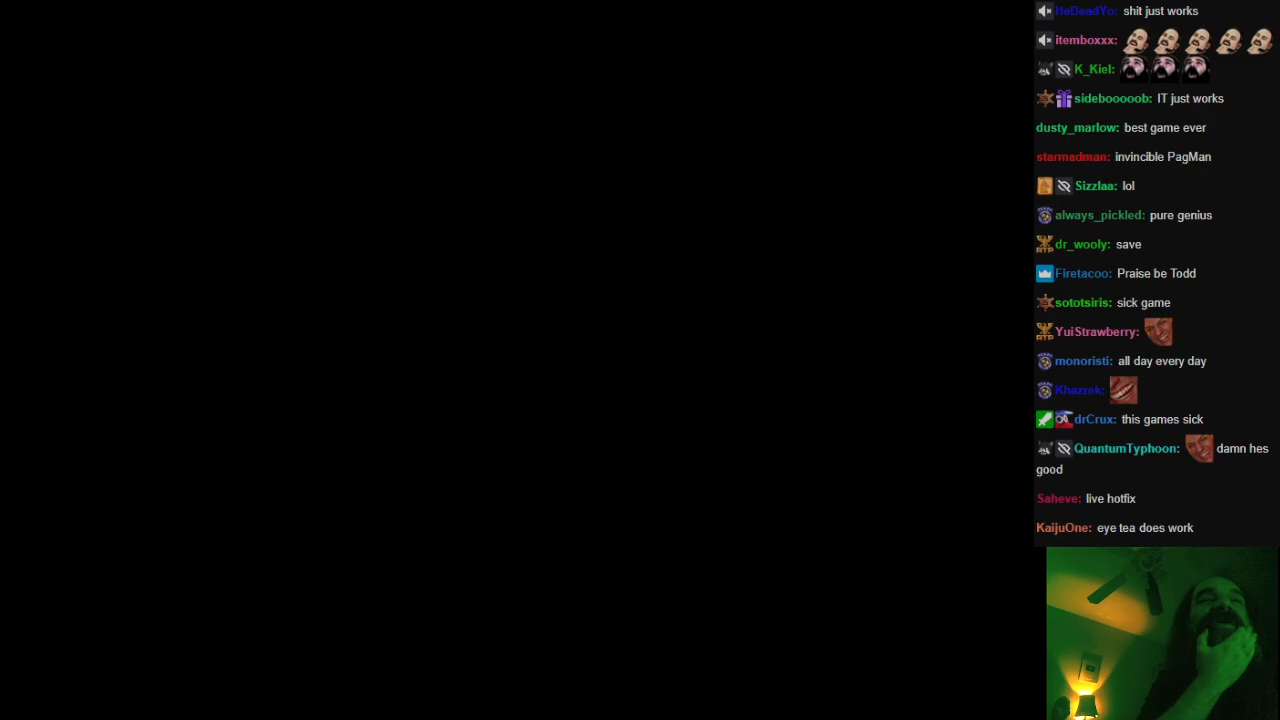 HeDeadYo: shit just works
itemboxxx:
K_Kiel:
sidebooooob: IT just works
dusty_marlow: best game ever
starmadman: invincible PagMan
Sizzlaa: lol
always_pickled: pure genius
dr_wooly: save
Firetacoo: Praise be Todd
sototsiris: sick game
YuiStrawberry:
monoristi: all day every day
Khazrek:
drCrux: this games sick
QuantumTyphoon: damn hes
good
Saheve: live hotfix
KaijuOne: eye tea does work